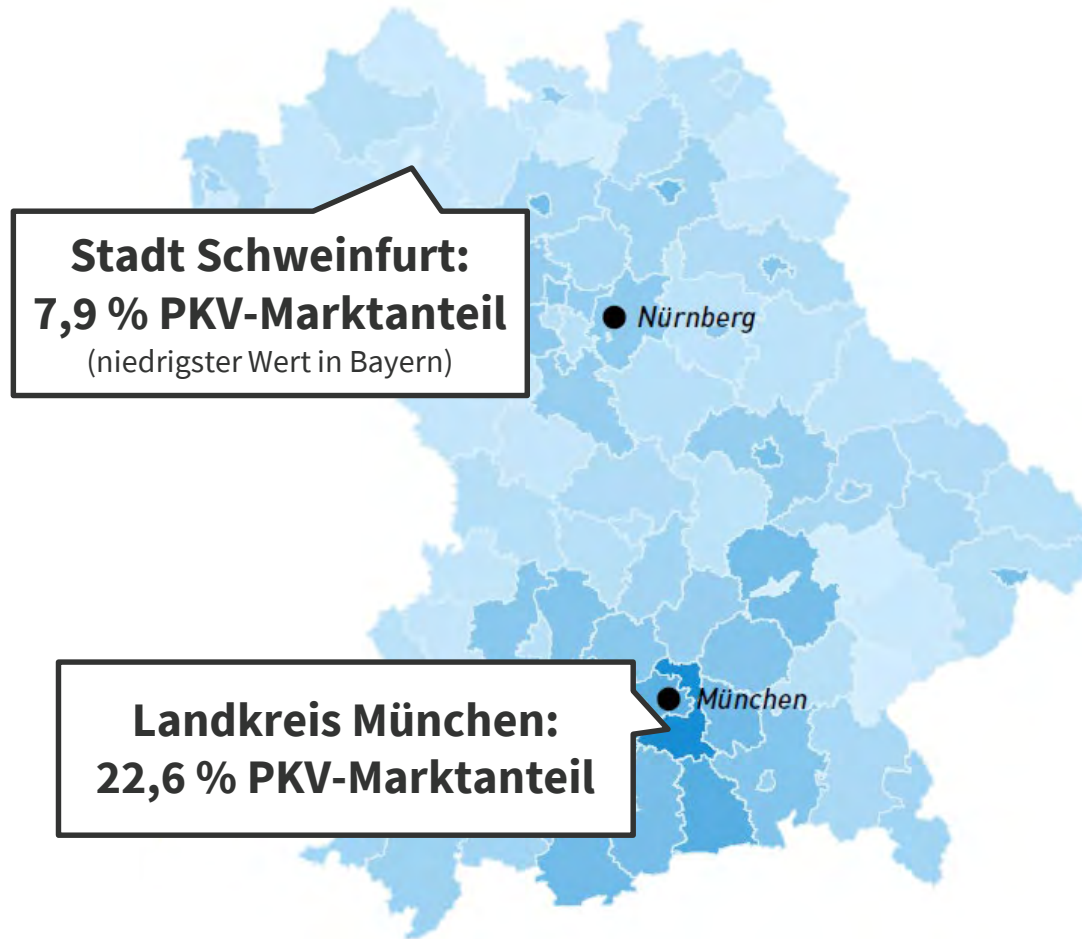 Stadt Schweinfurt:
7,9 % PKV-Marktanteil
(niedrigster Wert in Bayern)
Nürnberg
München
Landkreis München:
22,6 % PKV-Marktanteil